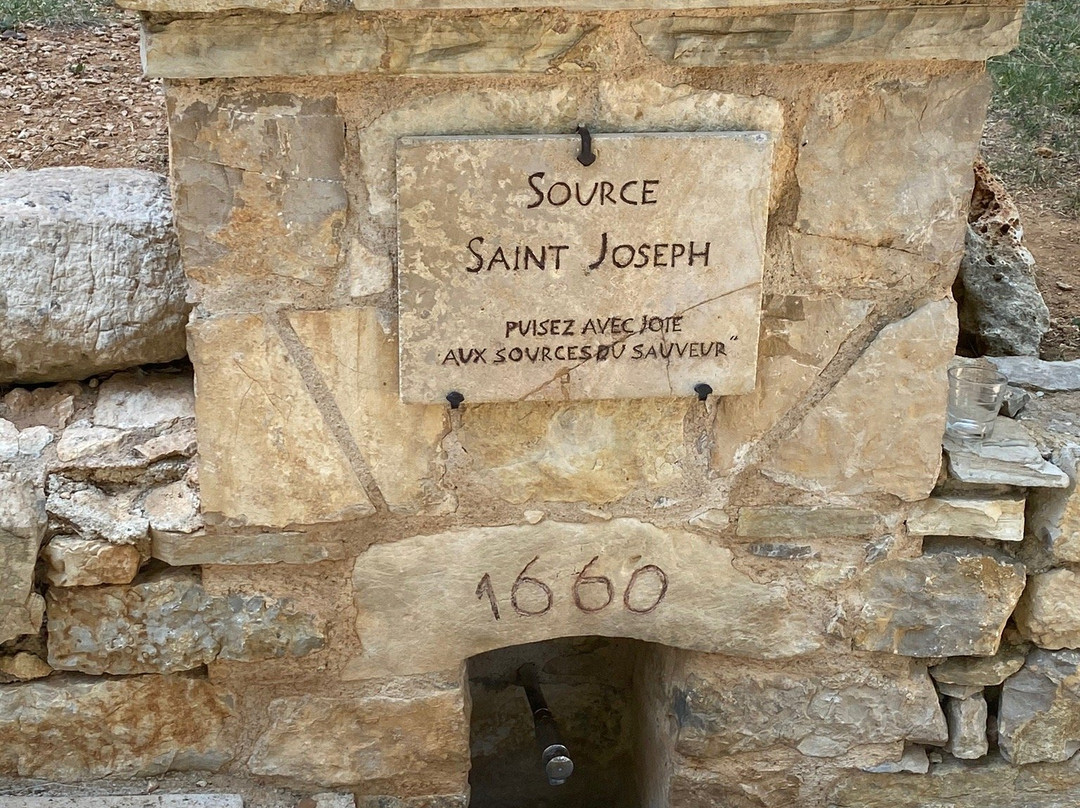 SOURCE
SAINT JOSEPH
PUISEZ AVEC JOIE
AUX SOURCES DU SAUVEUR"
1660